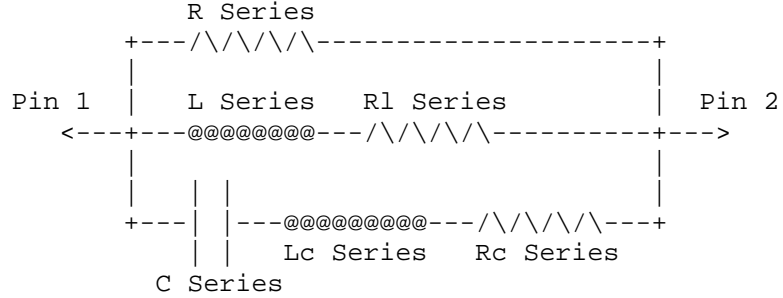 R Series
Pin 1 L Series Rl Series Pin 2
Lc Series Rc Series
C Series